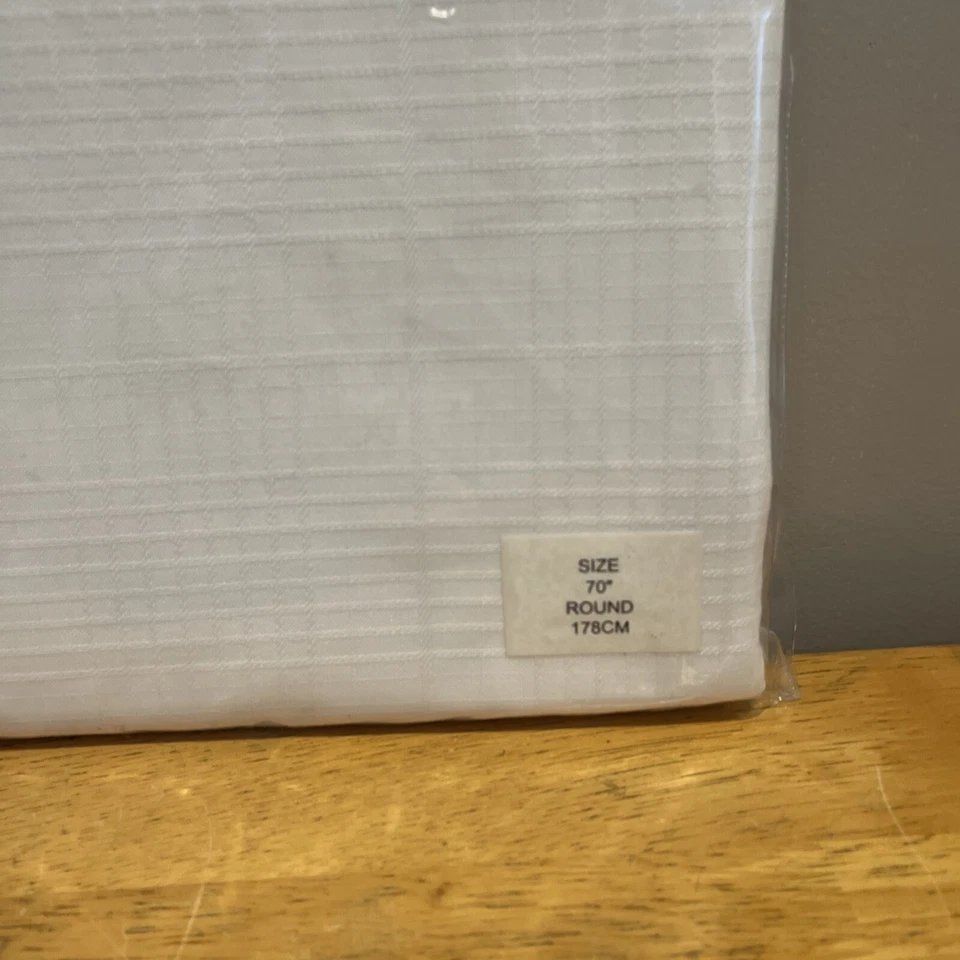 SIZE
70"
ROUND
178CM